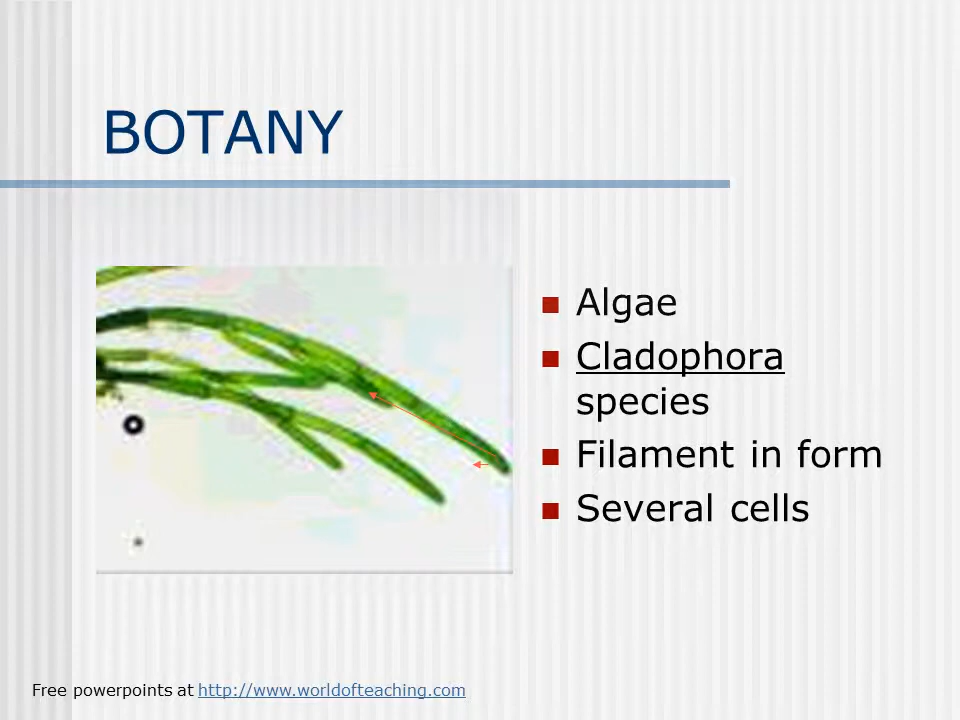 BOTANY
Algae
Cladophora
species
Filament in form
Several cells
Free powerpoints at http://www.worldofteaching.com